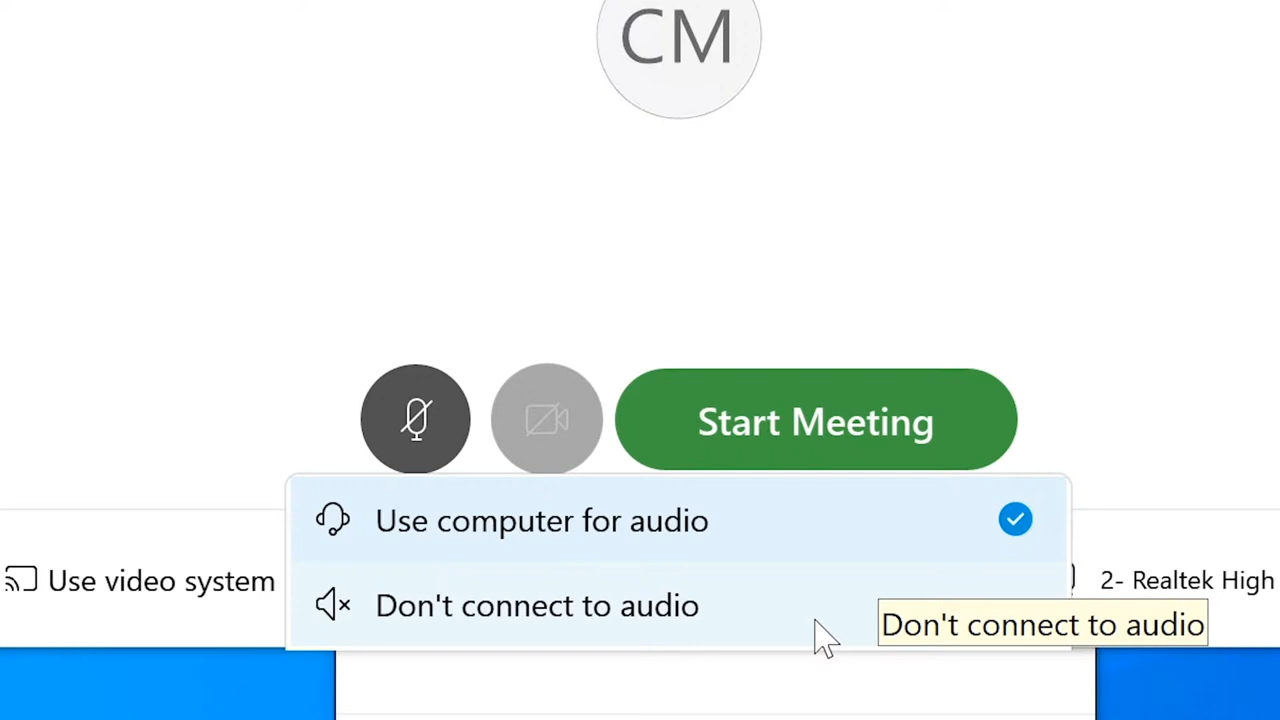 CM
Start Meeting
Use computer for audio
Use video system
2- Realtek High
Don't connect to audio
Don't connect to audio